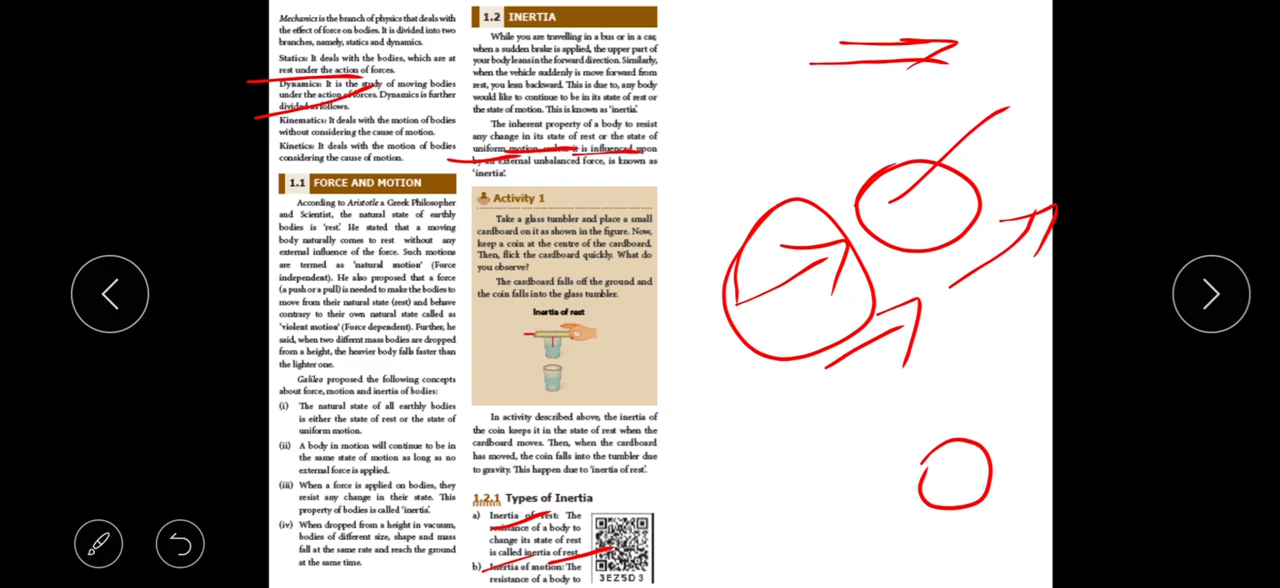 Mechanics is the branch of physics that deals with
the effect of force on bodies. It is divided into two
branches, namely, statics and dynamics.
Statics: It deals with the bodies, which are at
rest under the action of forces.
Dynamics: It is the study of moving bodies
under the action of forces. Dynamics is further
divided as follows.
Kinematics: It deals with the motion of bodies
without considering the cause of motion.
Kinetics: It deals with the motion of bodies
considering the cause of motion.
1.1 FORCE AND MOTION
According to Aristotle a Greek Philosopher
and Scientist, the natural state of earthly
bodies is 'rest'. He stated that a moving
body naturally comes to rest without any
external influence of the force. Such motions
are termed as 'natural motion' (Force
independent). He also proposed that a force
(a push or a pull) is needed to make the bodies to
move from their natural state (rest) and behave
contrary to their own natural state called as
'violent motion' (Force dependent). Further, he
said, when two differnt mass bodies are dropped
from a height, the heavier body falls faster than
the lighter one.
Galileo proposed the following concepts
about force, motion and inertia of bodies:
(i) The natural state of all earthly bodies
is either the state of rest or the state of
uniform motion.
(ii) A body in motion will continue to be in
the same state of motion as long as no
external force is applied.
(iii) When a force is applied on bodies, they
resist any change in their state. This
property of bodies is called 'inertia'.
(iv) When dropped from a height in vacuum,
bodies of different size, shape and mass
fall at the same rate and reach the ground
at the same time.
1.2 INERTIA
While you are travelling in a bus or in a car,
when a sudden brake is applied, the upper part of
your body leans in the forward direction. Similarly,
when the vehicle suddenly is move forward from
rest, you lean backward. This is due to, any body
would like to continue to be in its state of rest or
the state of motion. This is known as 'inertia'.
The inherent property of a body to resist
any change in its state of rest or the state of
uniform motion, unless it is influenced upon
by an external unbalanced force, is known as
'inertia'.
Activity 1
Take a glass tumbler and place a small
cardboard on it as shown in the figure. Now,
keep a coin at the centre of the cardboard.
Then, flick the cardboard quickly. What do
you observe?
The cardboard falls off the ground and
the coin falls into the glass tumbler.
Inertia of rest
In activity described above, the inertia of
the coin keeps it in the state of rest when the
cardboard moves. Then, when the cardboard
has moved, the coin falls into the tumbler due
to gravity. This happen due to 'inertia of rest'.
1.2.1 Types of Inertia
a) Inertia of rest: The
resistance of a body to
change its state of rest
is called inertia of rest.
b) Inertia of motion: The
resistance of a body to
3EZ5D3